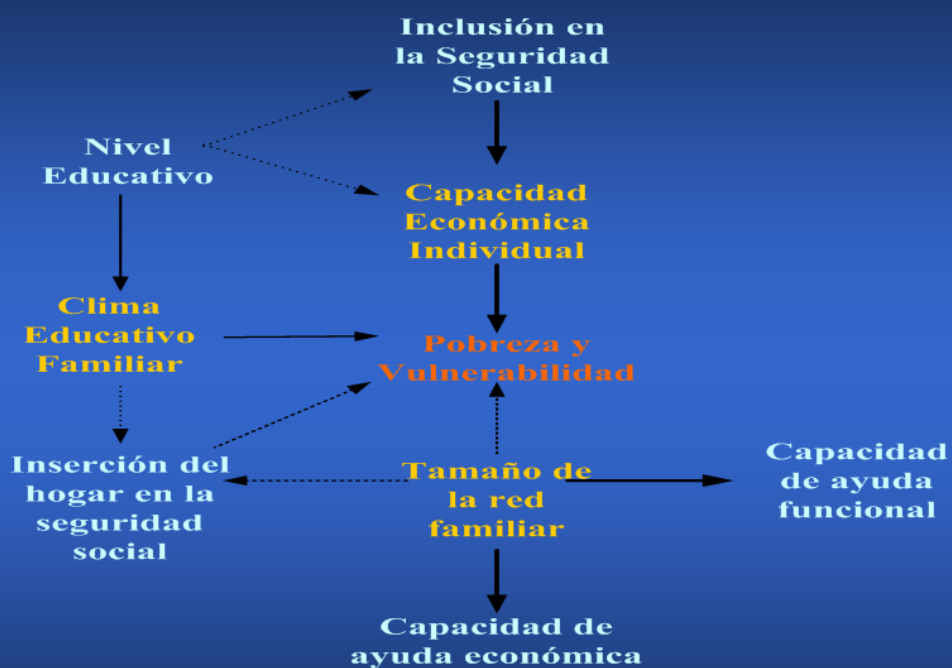 Inclusión en
la Seguridad
Social
Nivel
Educativo
Capacidad
Económica
Individual
Clima
Educativo
Familiar
Pobreza y
Vulnerabilidad
Inserción del
hogar en la
seguridad
social
Tamaño de
la red
familiar
Capacidad
de ayuda
funcional
Capacidad de
ayuda económica